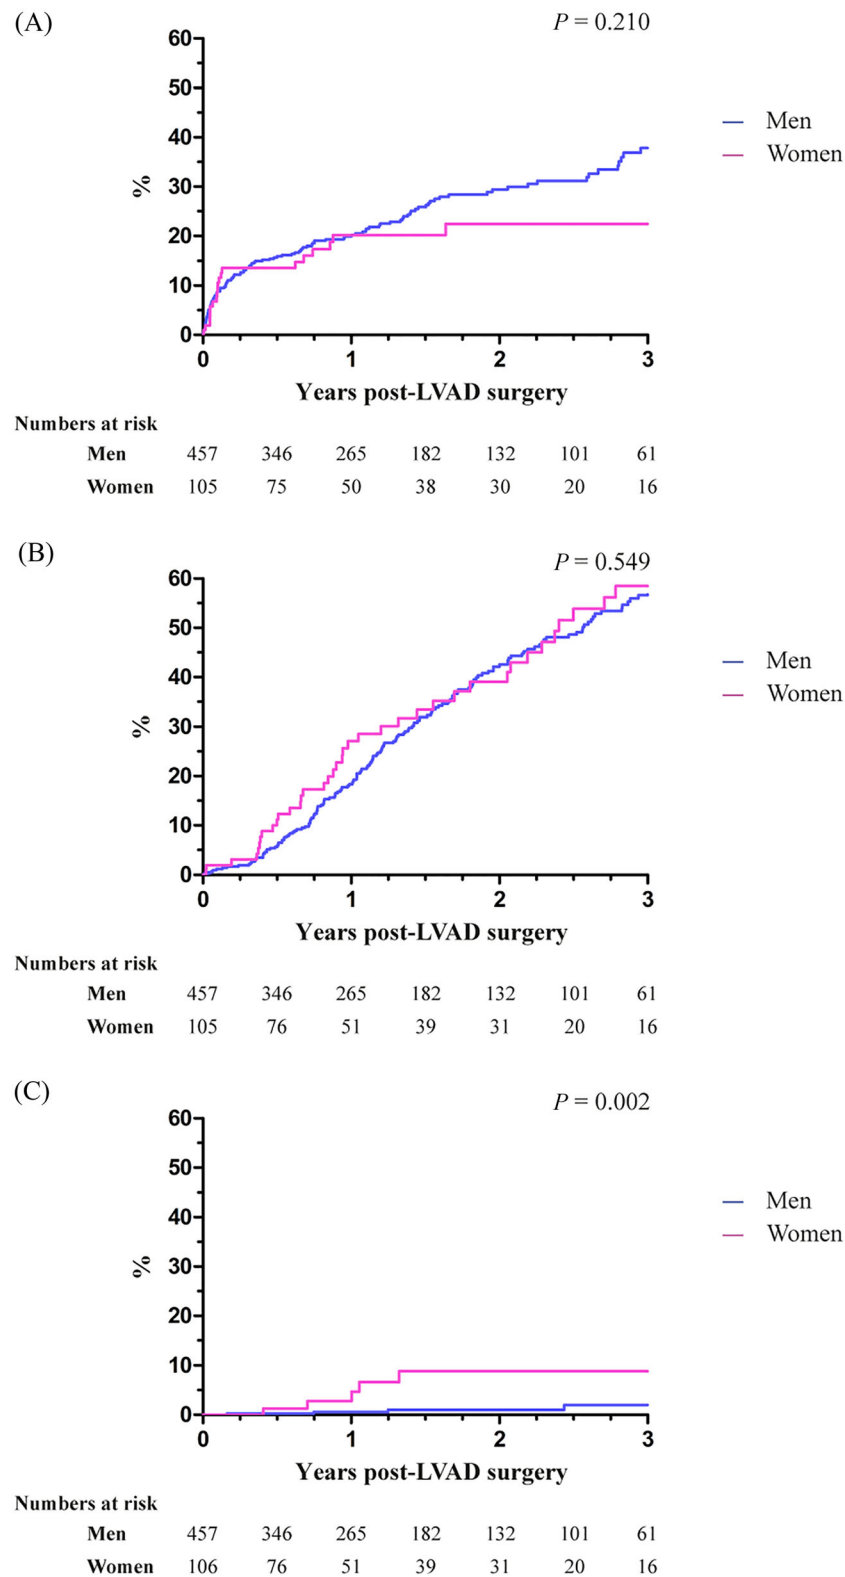 (A)
P = 0.210
60
50
40
30
20
10
0
%
Men
Women
0 1 2 3
Years post-LVAD surgery
Numbers at risk
Men 457 346 265 182 132 101 61
Women 105 75 50 38 30 20 16
(B)
P = 0.549
60
50
40
30
20
10
0
%
Men
Women
0 1 2 3
Years post-LVAD surgery
Numbers at risk
Men 457 346 265 182 132 101 61
Women 105 76 51 39 31 20 16
(C)
P = 0.002
60
50
40
30
20
10
0
%
Men
Women
0 1 2 3
Years post-LVAD surgery
Numbers at risk
Men 457 346 265 182 132 101 61
Women 106 76 51 39 31 20 16